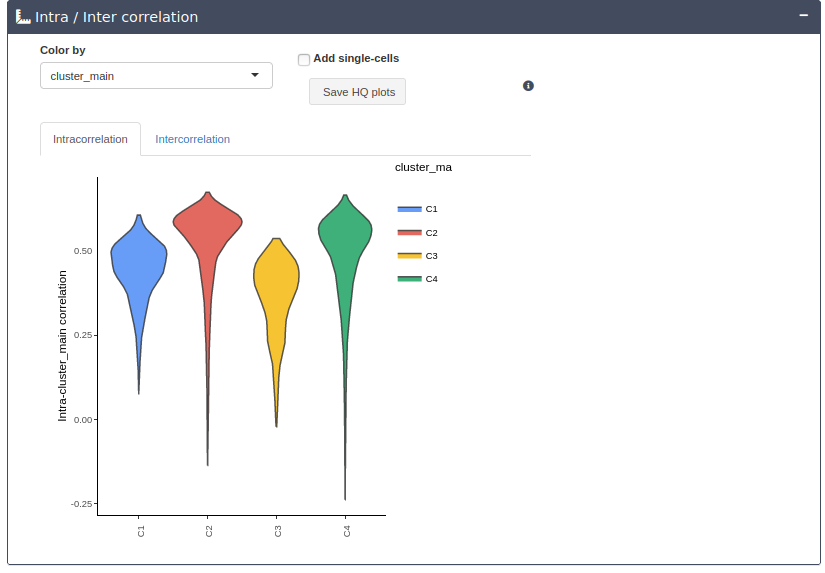 Intra / Inter correlation
Color by
cluster_main
Add single-cells
Save HQ plots
Intracorrelation
Intercorrelation
cluster_ma
C1
C2
C3
C4
Intra-cluster_main correlation
0.50
0.25
0.00
-0.25
C1
C2
C3
C4